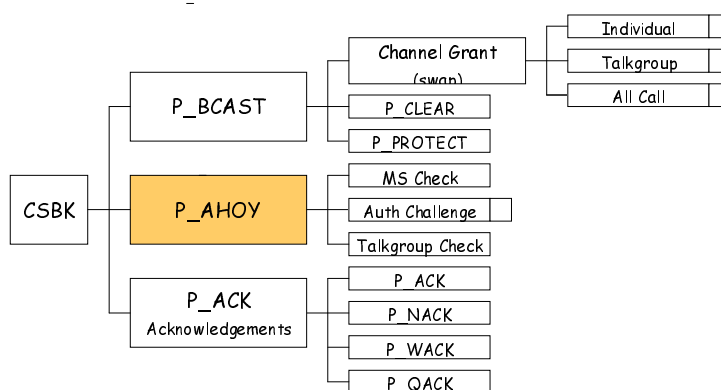 Individual
Channel Grant
(swap)
Talkgroup
All Call
P_BCAST
P_CLEAR
P_PROTECT
MS Check
CSBK
P_AHOY
Auth Challenge
Talkgroup Check
P_ACK
Acknowledgements
P_ACK
P_NACK
P_WACK
P_QACK